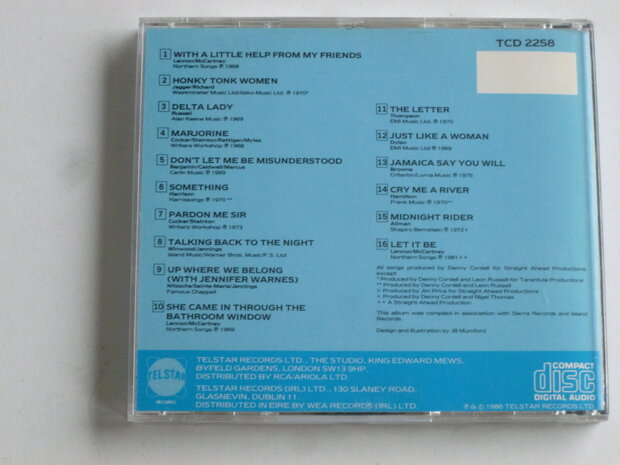 TCD 2258
1 WITH A LITTLE HELP FROM MY FRIENDS
Lennon/McCartney
Northern Songs ℗ 1968
2 HONKY TONK WOMEN
Jagger/Richard
Westminster Music Ltd/Abko Music Ltd. ℗ 1970*
3 DELTA LADY
Russell
Alan Keene Music ℗ 1969
4 MARJORINE
Cocker/Stainton/Rattigan/Myles
Writers Workshop ℗ 1968
5 DON'T LET ME BE MISUNDERSTOOD
Benjamin/Caldwell/Marcus
Carlin Music ℗ 1969
6 SOMETHING
Harrison
Harrisongs ℗ 1970**
7 PARDON ME SIR
Cocker/Stainton
Writers Workshop ℗ 1973
8 TALKING BACK TO THE NIGHT
Winwood/Jennings
Island Music/Warner Bros. Music/F.S. Ltd
9 UP WHERE WE BELONG
(WITH JENNIFER WARNES)
Nitzsche/Sainte-Marie/Jennings
Famous Chappell
10 SHE CAME IN THROUGH THE
BATHROOM WINDOW
Lennon/McCartney
Northern Songs ℗ 1969
11 THE LETTER
Thompson
EMI Music Ltd. ℗ 1970
12 JUST LIKE A WOMAN
Dylan
EMI Music Ltd ℗ 1969
13 JAMAICA SAY YOU WILL
Browne
Criterion/Lorna Music ℗ 1975
14 CRY ME A RIVER
Hamilton
Frank Music ℗ 1970**
15 MIDNIGHT RIDER
Allman
Shapiro Bernstein ℗ 1972>
16 LET IT BE
Lennon/McCartney
Northern Songs ℗ 1981++
All songs produced by Denny Cordell for Straight Ahead Productions
except
* Produced by Denny Cordell and Leon Russell for Tarantula Productions
** Produced by Denny Cordell and Leon Russell
> Produced by Jim Price for Straight Ahead Productions
+ Produced by Denny Cordell and Nigel Thomas
++ A Straight Ahead Production
This album was compiled in association with Sierra Records and Island
Records.
Design and illustration by Jill Mumford
TELSTAR
RECORDS
TELSTAR RECORDS LTD., THE STUDIO, KING EDWARD MEWS,
BYFELD GARDENS, LONDON SW13 9HP.
DISTRIBUTED BY RCA/ARIOLA LTD.
TELSTAR RECORDS (IRL) LTD., 130 SLANEY ROAD,
GLASNEVIN, DUBLIN 11.
DISTRIBUTED IN EIRE BY WEA RECORDS (IRL) LTD.
COMPACT
disc
DIGITAL AUDIO
℗ & © 1986 TELSTAR RECORDS LTD